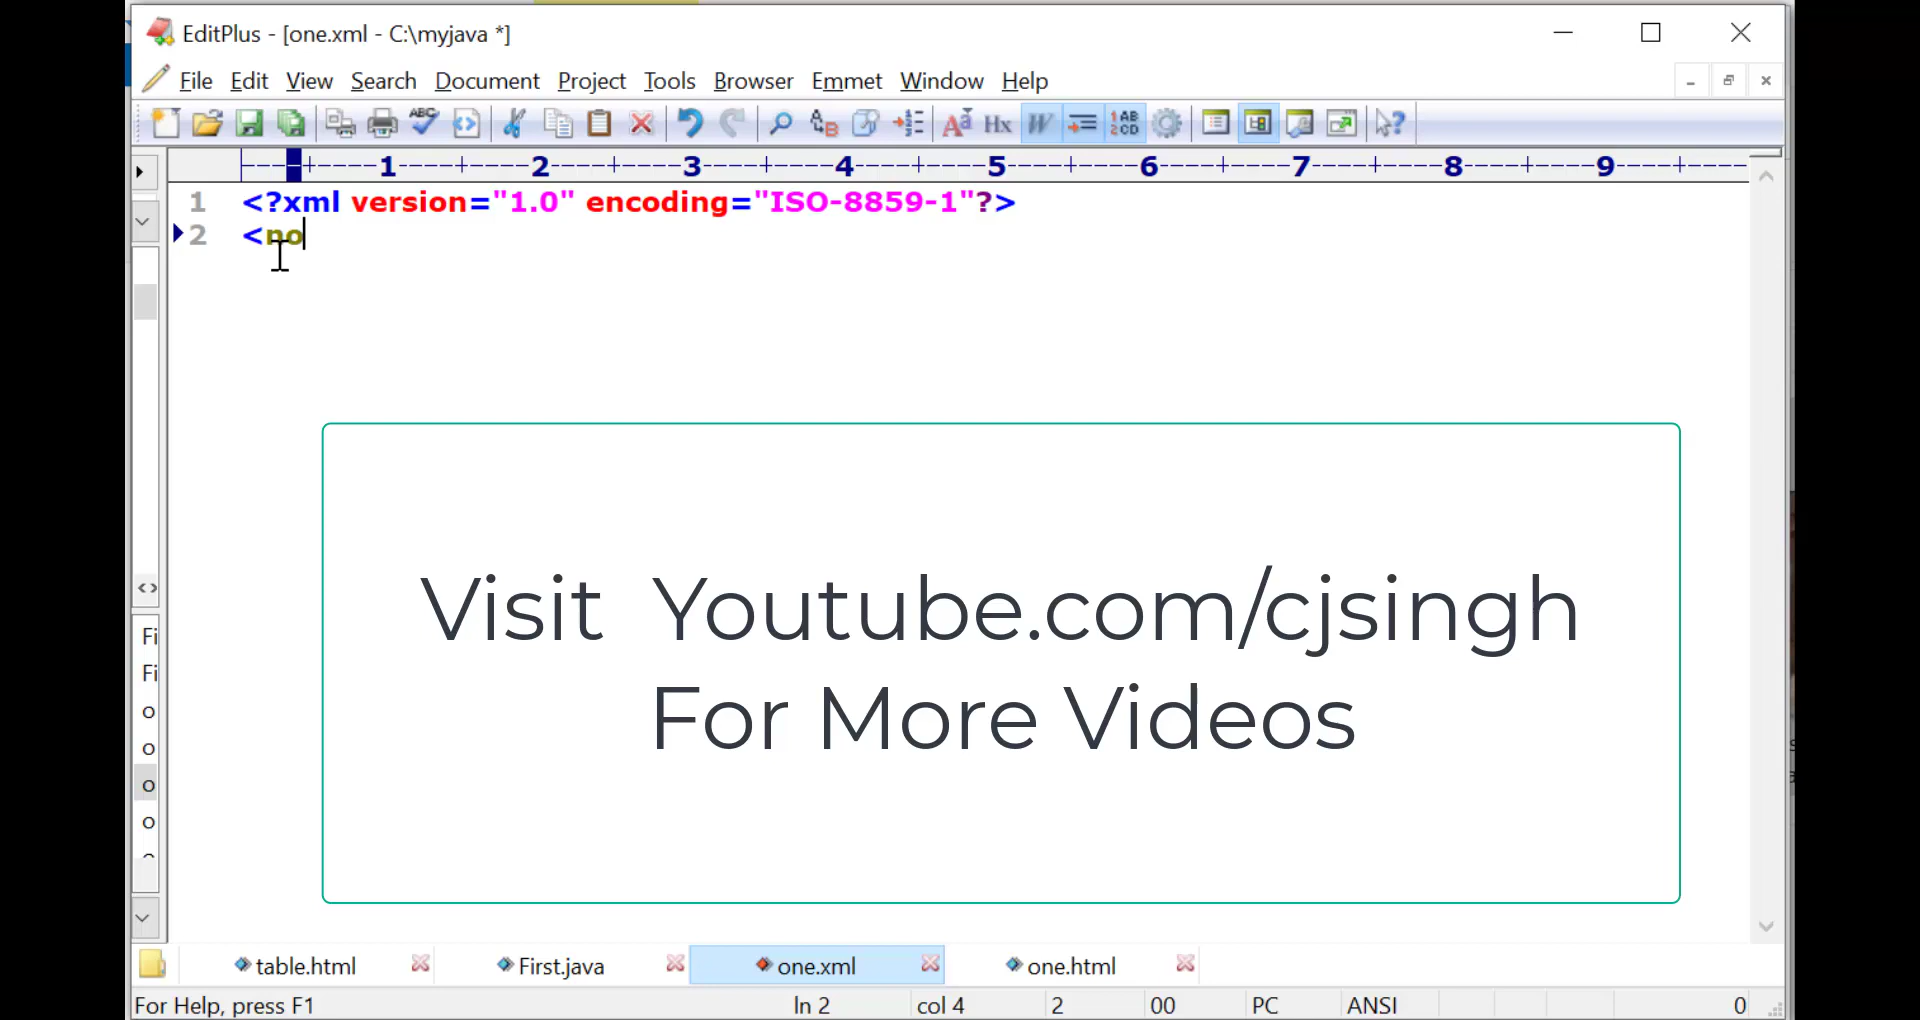 EditPlus - [one.xml - C:\myjava *]
File Edit View Search Document Project Tools Browser Emmet Window Help
1 2 3 4 5 6 7 8 9
1 <?xml version="1.0" encoding="ISO-8859-1"?>
2 <no
Visit Youtube.com/cjsingh
For More Videos
Fi
Fi
o
o
o
o
table.html First.java one.xml one.html
For Help, press F1 ln 2 col 4 2 00 PC ANSI 0